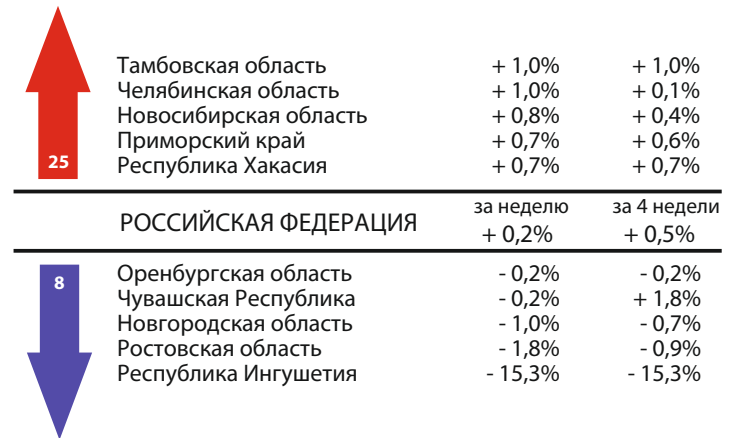 Тамбовская область + 1,0% + 1,0%
Челябинская область + 1,0% + 0,1%
Новосибирская область + 0,8% + 0,4%
Приморский край + 0,7% + 0,6%
25 Республика Хакасия + 0,7% + 0,7%
за неделю за 4 недели
РОССИЙСКАЯ ФЕДЕРАЦИЯ + 0,2% + 0,5%
Оренбургская область - 0,2% - 0,2%
8 Чувашская Республика - 0,2% + 1,8%
Новгородская область - 1,0% - 0,7%
Ростовская область - 1,8% - 0,9%
Республика Ингушетия - 15,3% - 15,3%